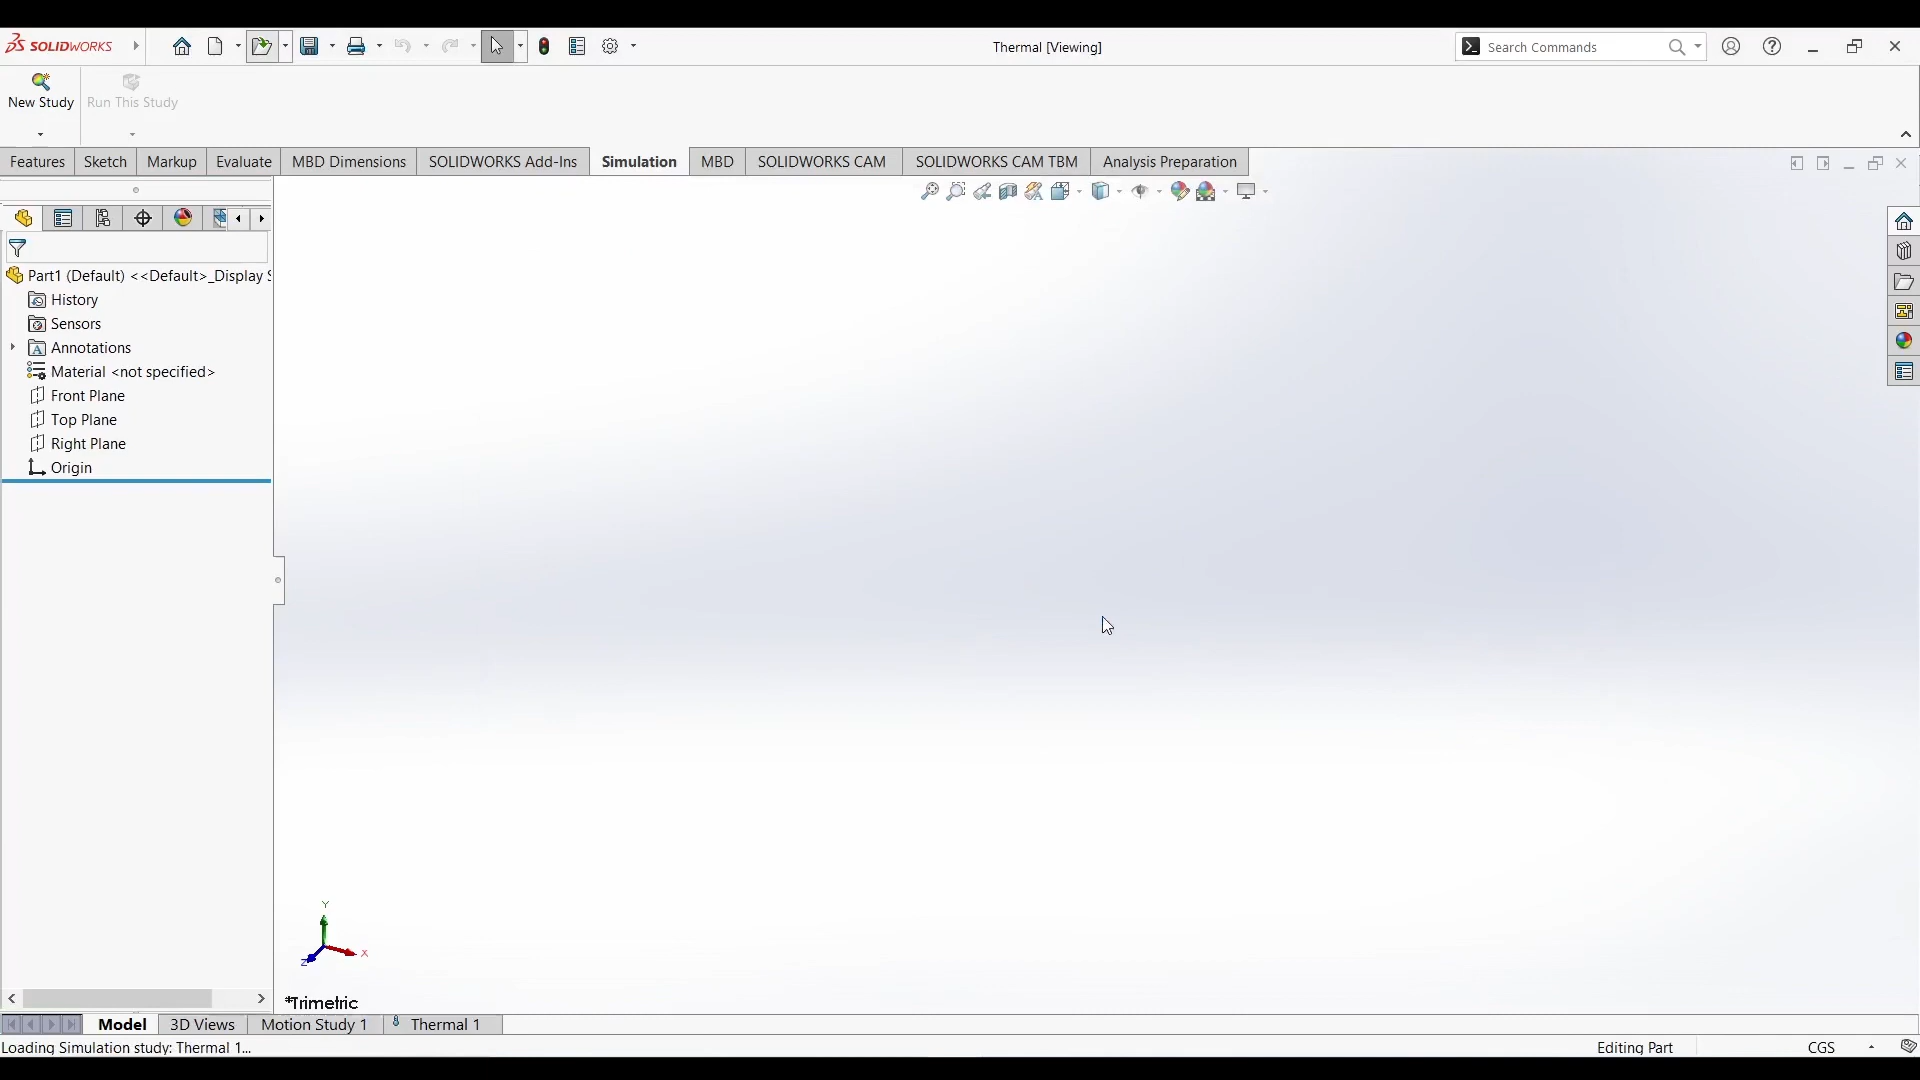 SOLIDWORKS
Thermal [Viewing]
Search Commands
New Study
Run This Study
Features
Sketch
Markup
Evaluate
MBD Dimensions
SOLIDWORKS Add-Ins
Simulation
MBD
SOLIDWORKS CAM
SOLIDWORKS CAM TBM
Analysis Preparation
Part1 (Default) <<Default>_Display S
History
Sensors
Annotations
Material <not specified>
Front Plane
Top Plane
Right Plane
Origin
Y
X
Z
*Trimetric
Model
3D Views
Motion Study 1
Thermal 1
Loading Simulation study: Thermal 1...
Editing Part
CGS